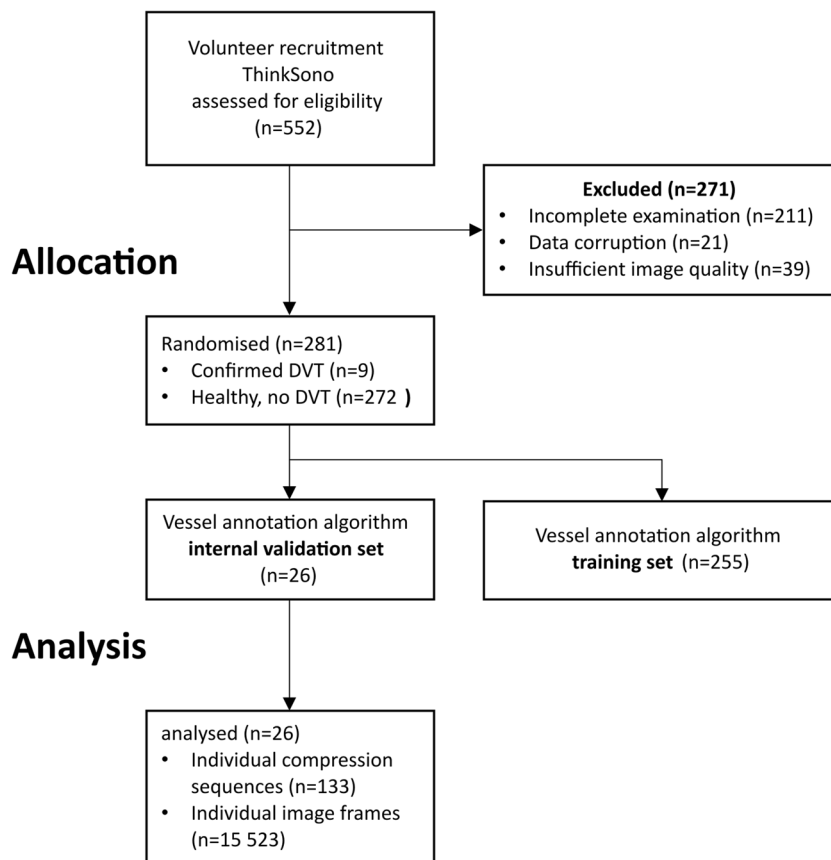 Volunteer recruitment
ThinkSono
assessed for eligibility
(n=552)
Excluded (n=271)
• Incomplete examination (n=211)
• Data corruption (n=21)
• Insufficient image quality (n=39)
Allocation
Randomised (n=281)
• Confirmed DVT (n=9)
• Healthy, no DVT (n=272 )
Vessel annotation algorithm
internal validation set
(n=26)
Vessel annotation algorithm
training set (n=255)
Analysis
analysed (n=26)
• Individual compression
sequences (n=133)
• Individual image frames
(n=15 523)